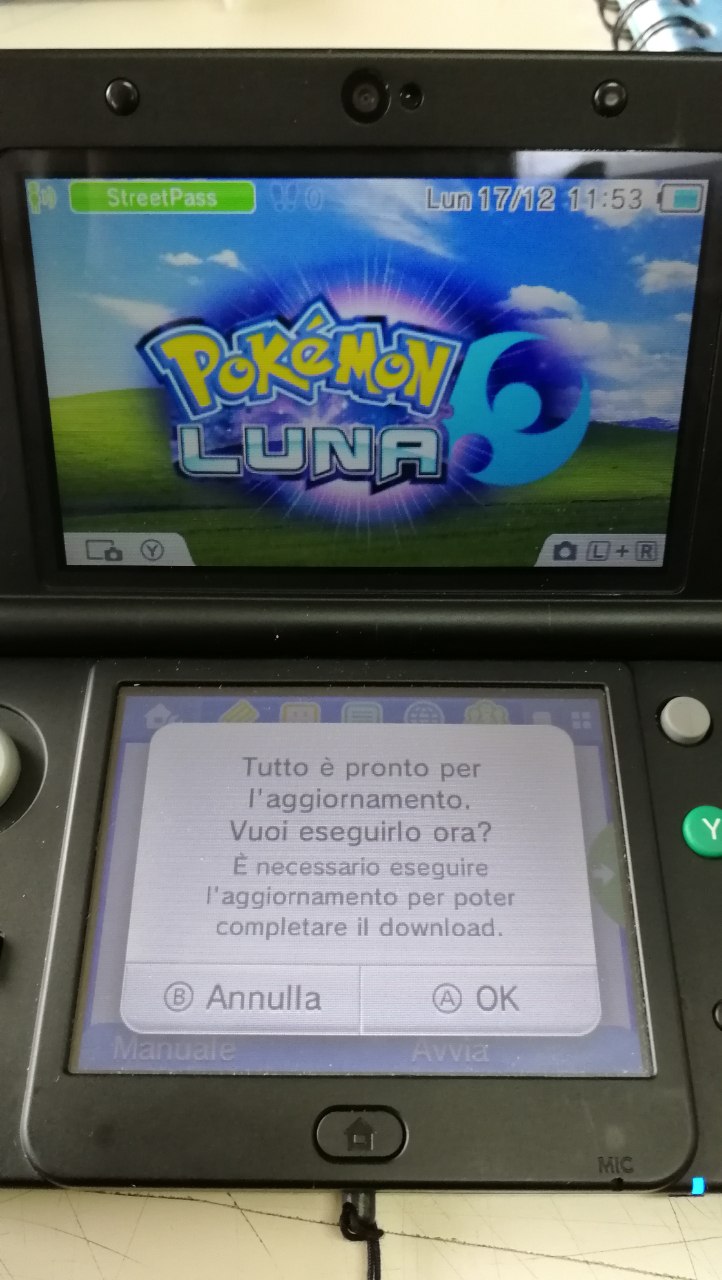 StreetPass 0 Lun 17/12 11:53
POKéMON
LUNA
Y L + R
Tutto è pronto per
l'aggiornamento.
Vuoi eseguirlo ora?
È necessario eseguire
l'aggiornamento per poter
completare il download.
B Annulla A OK
Manuale Avvia
Y
MIC